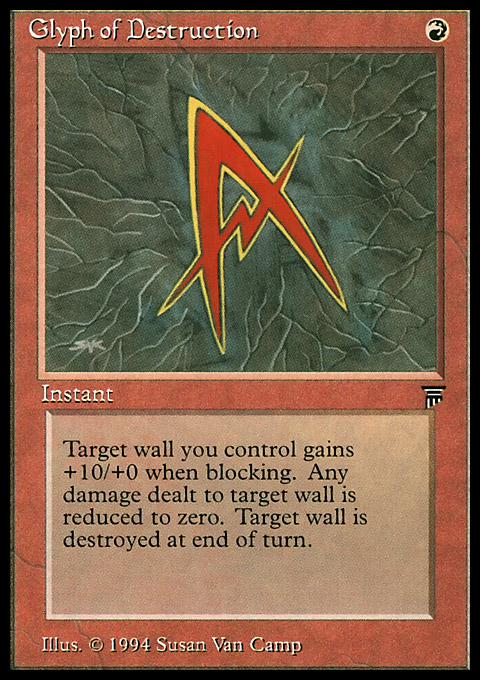 Glyph of Destruction
SVK
Instant
Target wall you control gains
+10/+0 when blocking. Any
damage dealt to target wall is
reduced to zero. Target wall is
destroyed at end of turn.
Illus. © 1994 Susan Van Camp